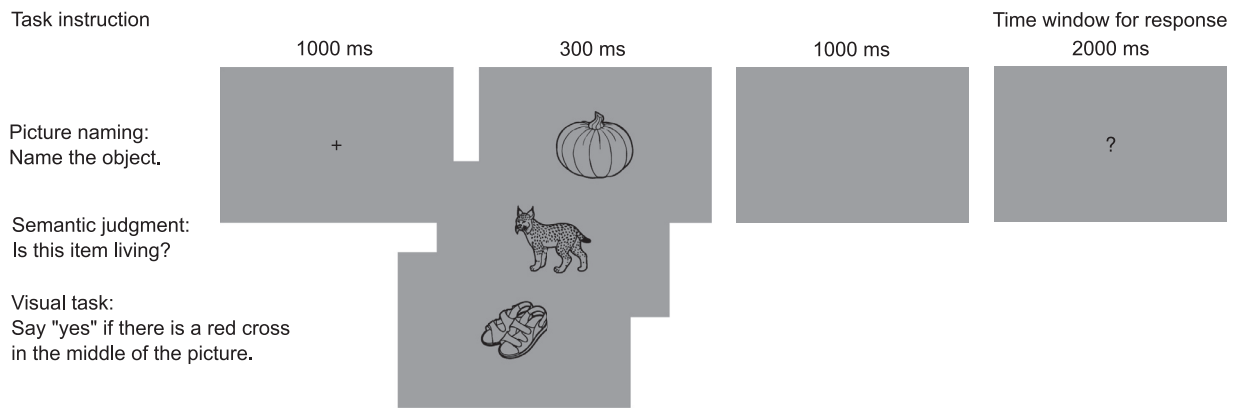 Task instruction
Time window for response
1000 ms
300 ms
1000 ms
2000 ms
Picture naming:
Name the object.
+
?
Semantic judgment:
Is this item living?
Visual task:
Say "yes" if there is a red cross
in the middle of the picture.